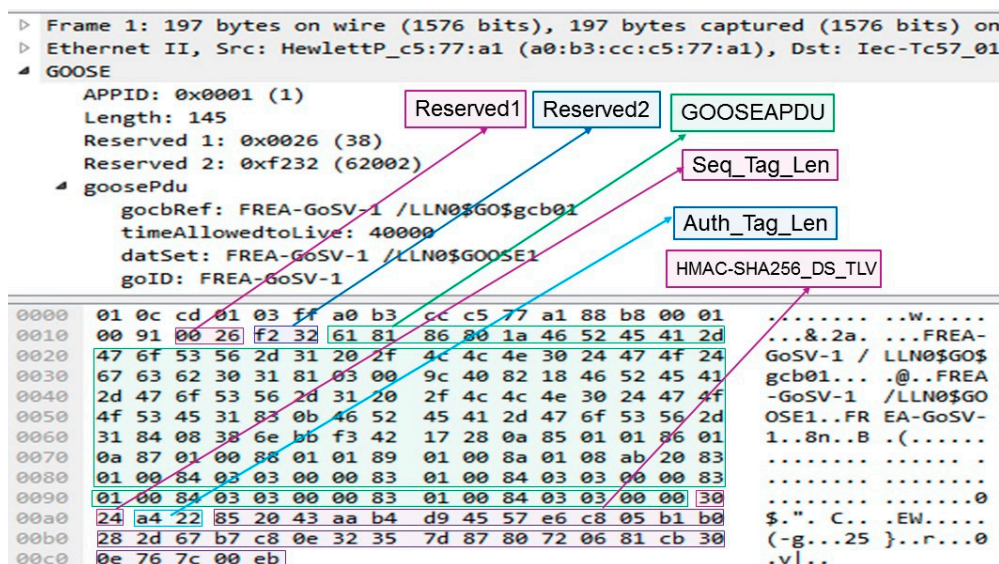 Frame 1: 197 bytes on wire (1576 bits), 197 bytes captured (1576 bits) on
Ethernet II, Src: HewlettP_c5:77:a1 (a0:b3:cc:c5:77:a1), Dst: Iec-Tc57_01
GOOSE
APPID: 0x0001 (1)
Length: 145
Reserved 1: 0x0026 (38)
Reserved 2: 0xf232 (62002)
goosePdu
gocbRef: FREA-GoSV-1 /LLN0$GO$gcb01
timeAllowedtoLive: 40000
datSet: FREA-GoSV-1 /LLN0$GOOSE1
goID: FREA-GoSV-1
Reserved1
Reserved2
GOOSEAPDU
Seq_Tag_Len
Auth_Tag_Len
HMAC-SHA256_DS_TLV
0000 01 0c cd 01 03 ff a0 b3 cc c5 77 a1 88 b8 00 01 ........ ..w.....
0010 00 91 00 26 f2 32 61 81 86 80 1a 46 52 45 41 2d ...&.2a. ...FREA-
0020 47 6f 53 56 2d 31 20 2f 4c 4c 4e 30 24 47 4f 24 GoSV-1 / LLN0$GO$
0030 67 63 62 30 31 81 03 00 9c 40 82 18 46 52 45 41 gcb01... .@..FREA
0040 2d 47 6f 53 56 2d 31 20 2f 4c 4c 4e 30 24 47 4f -GoSV-1 /LLN0$GO
0050 4f 53 45 31 83 0b 46 52 45 41 2d 47 6f 53 56 2d OSE1..FR EA-GoSV-
0060 31 84 08 38 6e bb f3 42 17 28 0a 85 01 01 86 01 1..8n..B .(......
0070 0a 87 01 00 88 01 01 89 01 00 8a 01 08 ab 20 83 ........ ...... .
0080 01 00 84 03 03 00 00 83 01 00 84 03 03 00 00 83 ........ ........
0090 01 00 84 03 03 00 00 83 01 00 84 03 03 00 00 30 ........ .......0
00a0 24 a4 22 85 20 43 aa b4 d9 45 57 e6 c8 05 b1 b0 $.". C.. .EW.....
00b0 28 2d 67 b7 c8 0e 32 35 7d 87 80 72 06 81 cb 30 (-g...25 }..r...0
00c0 0e 76 7c 00 eb .v|..